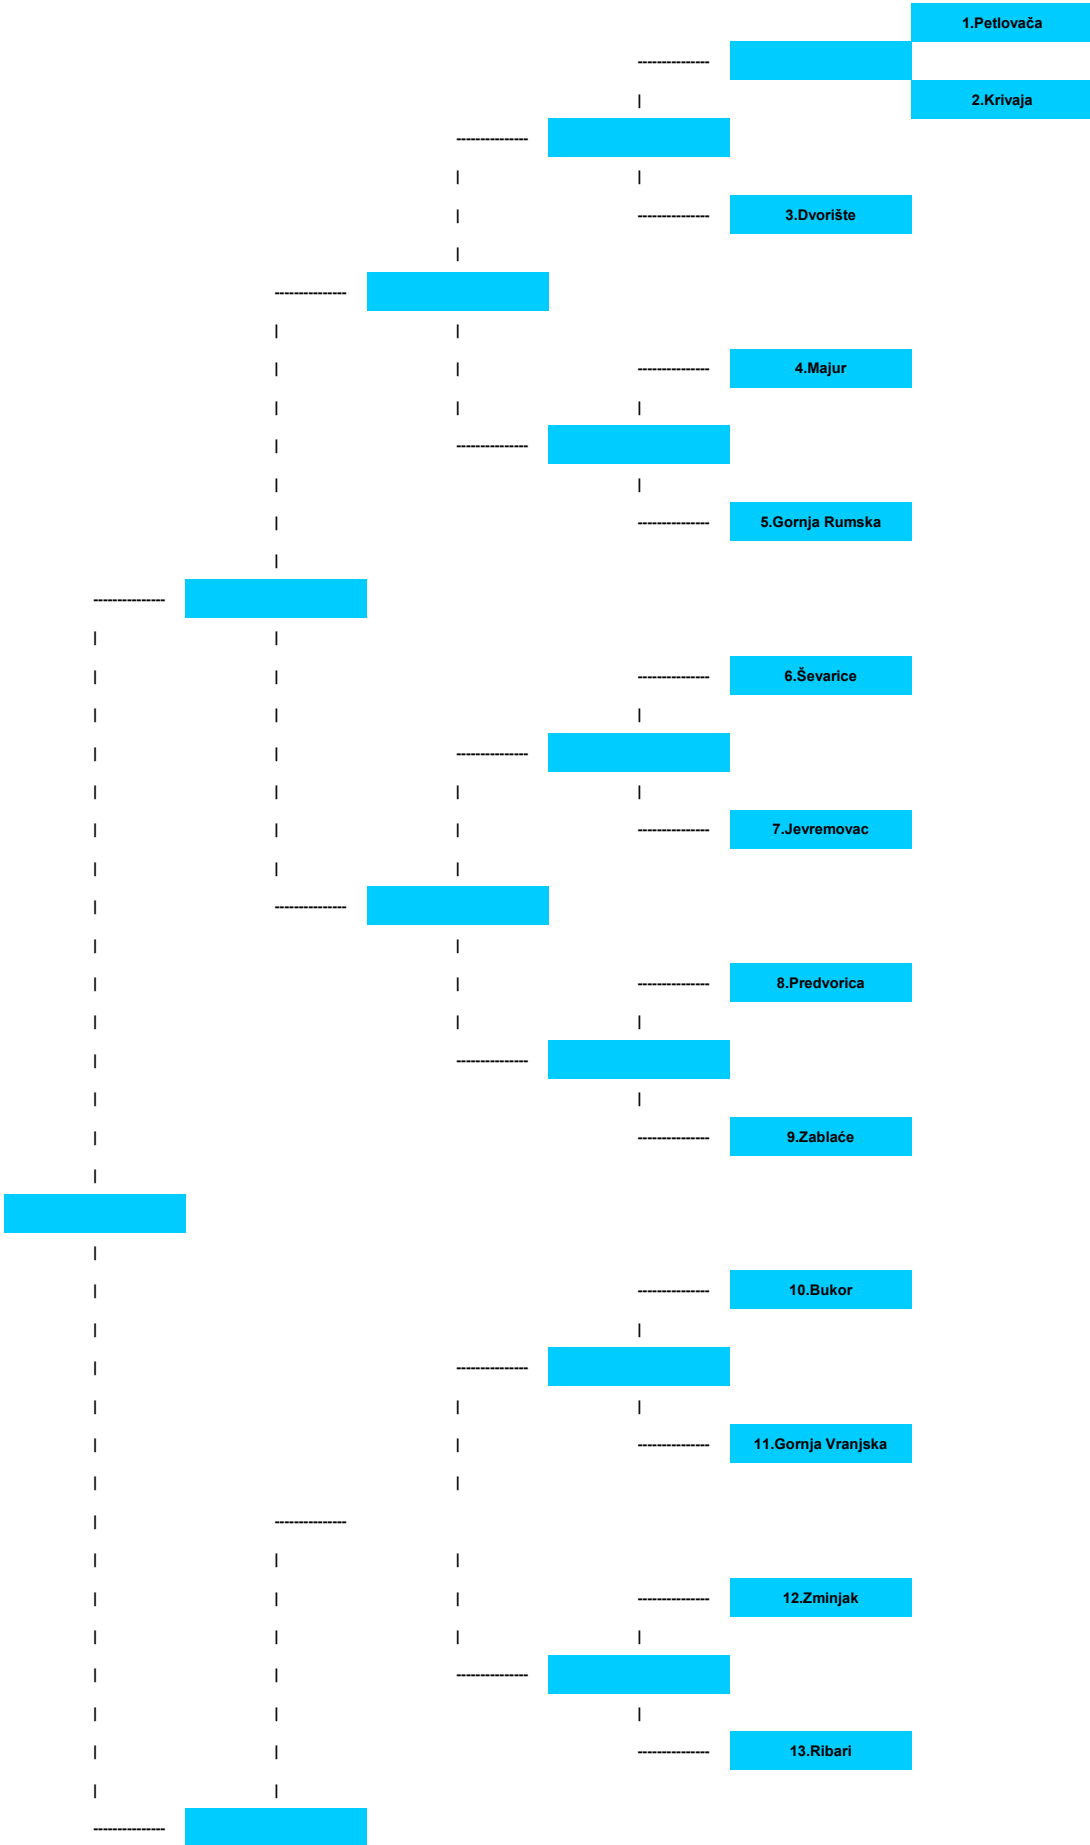 1.Petlovača
2.Krivaja
3.Dvorište
4.Majur
5.Gornja Rumska
6.Ševarice
7.Jevremovac
8.Predvorica
9.Zablaće
10.Bukor
11.Gornja Vranjska
12.Zminjak
13.Ribari